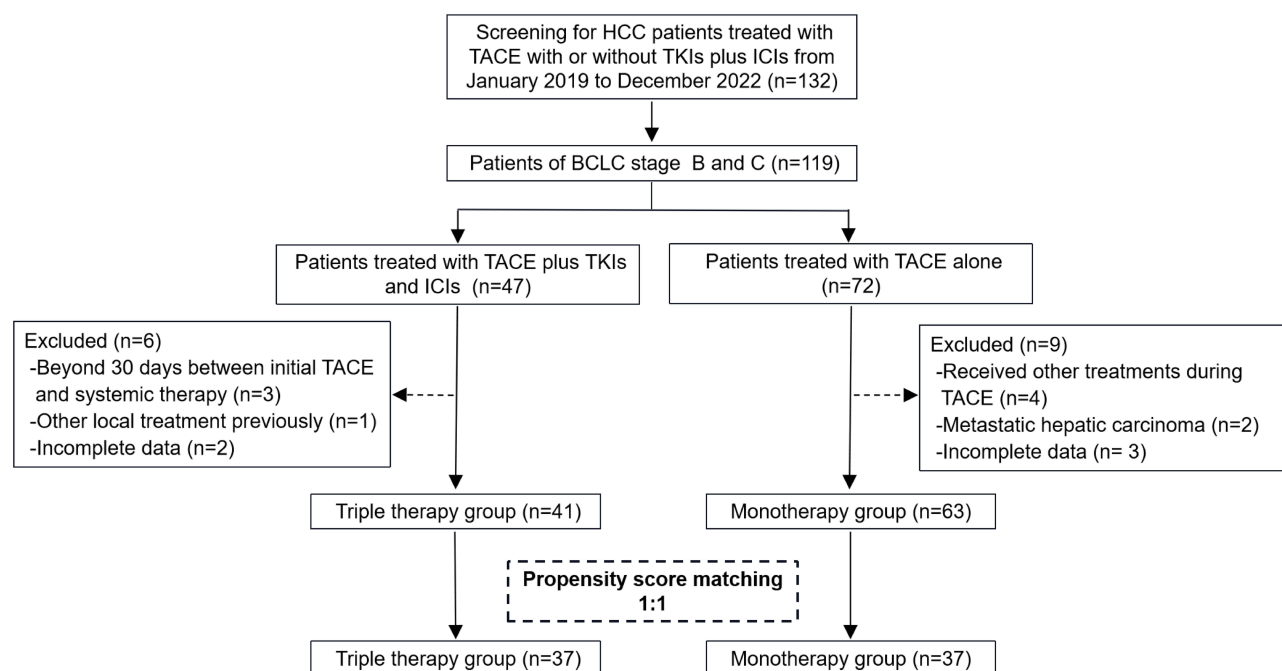 Screening for HCC patients treated with
TACE with or without TKIs plus ICIs from
January 2019 to December 2022 (n=132)
Patients of BCLC stage B and C (n=119)
Patients treated with TACE plus TKIs
and ICIs (n=47)
Patients treated with TACE alone
(n=72)
Excluded (n=6)
-Beyond 30 days between initial TACE
and systemic therapy (n=3)
-Other local treatment previously (n=1)
-Incomplete data (n=2)
Excluded (n=9)
-Received other treatments during
TACE (n=4)
-Metastatic hepatic carcinoma (n=2)
-Incomplete data (n= 3)
Triple therapy group (n=41)
Monotherapy group (n=63)
Propensity score matching
1:1
Triple therapy group (n=37)
Monotherapy group (n=37)